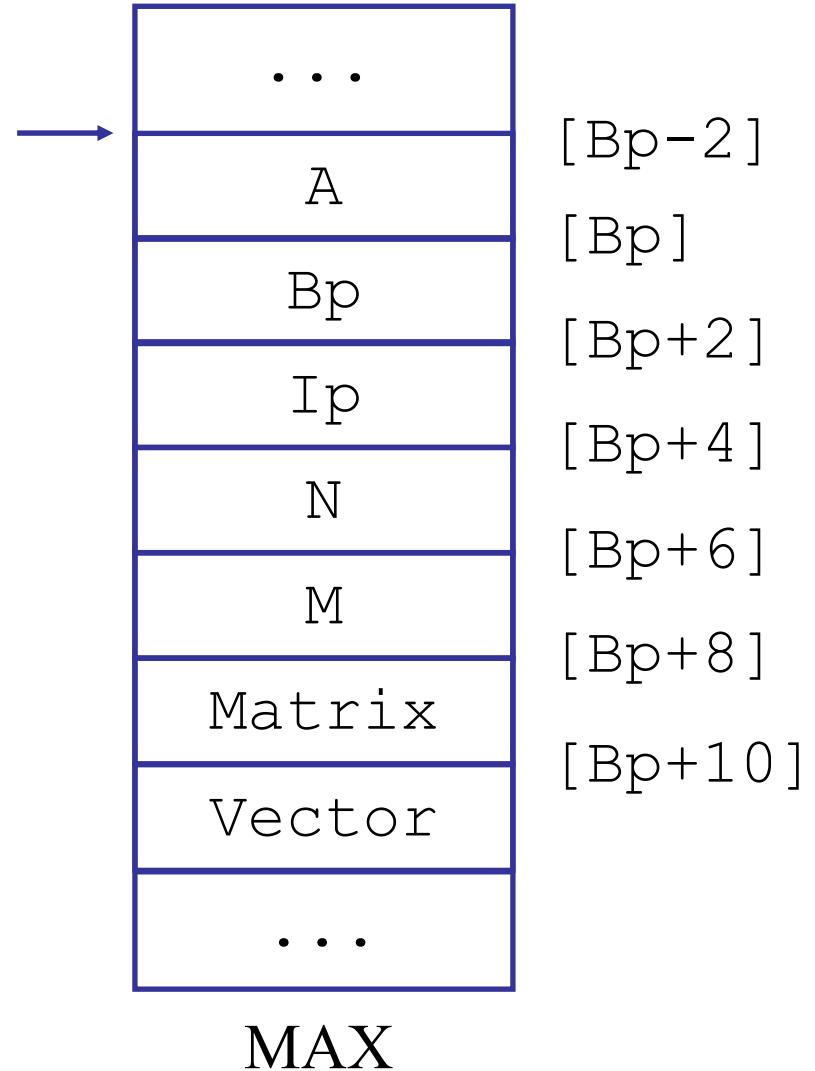 ...
[Bp-2]
A
[Bp]
Bp
[Bp+2]
Ip
[Bp+4]
N
[Bp+6]
M
[Bp+8]
Matrix
[Bp+10]
Vector
...
MAX